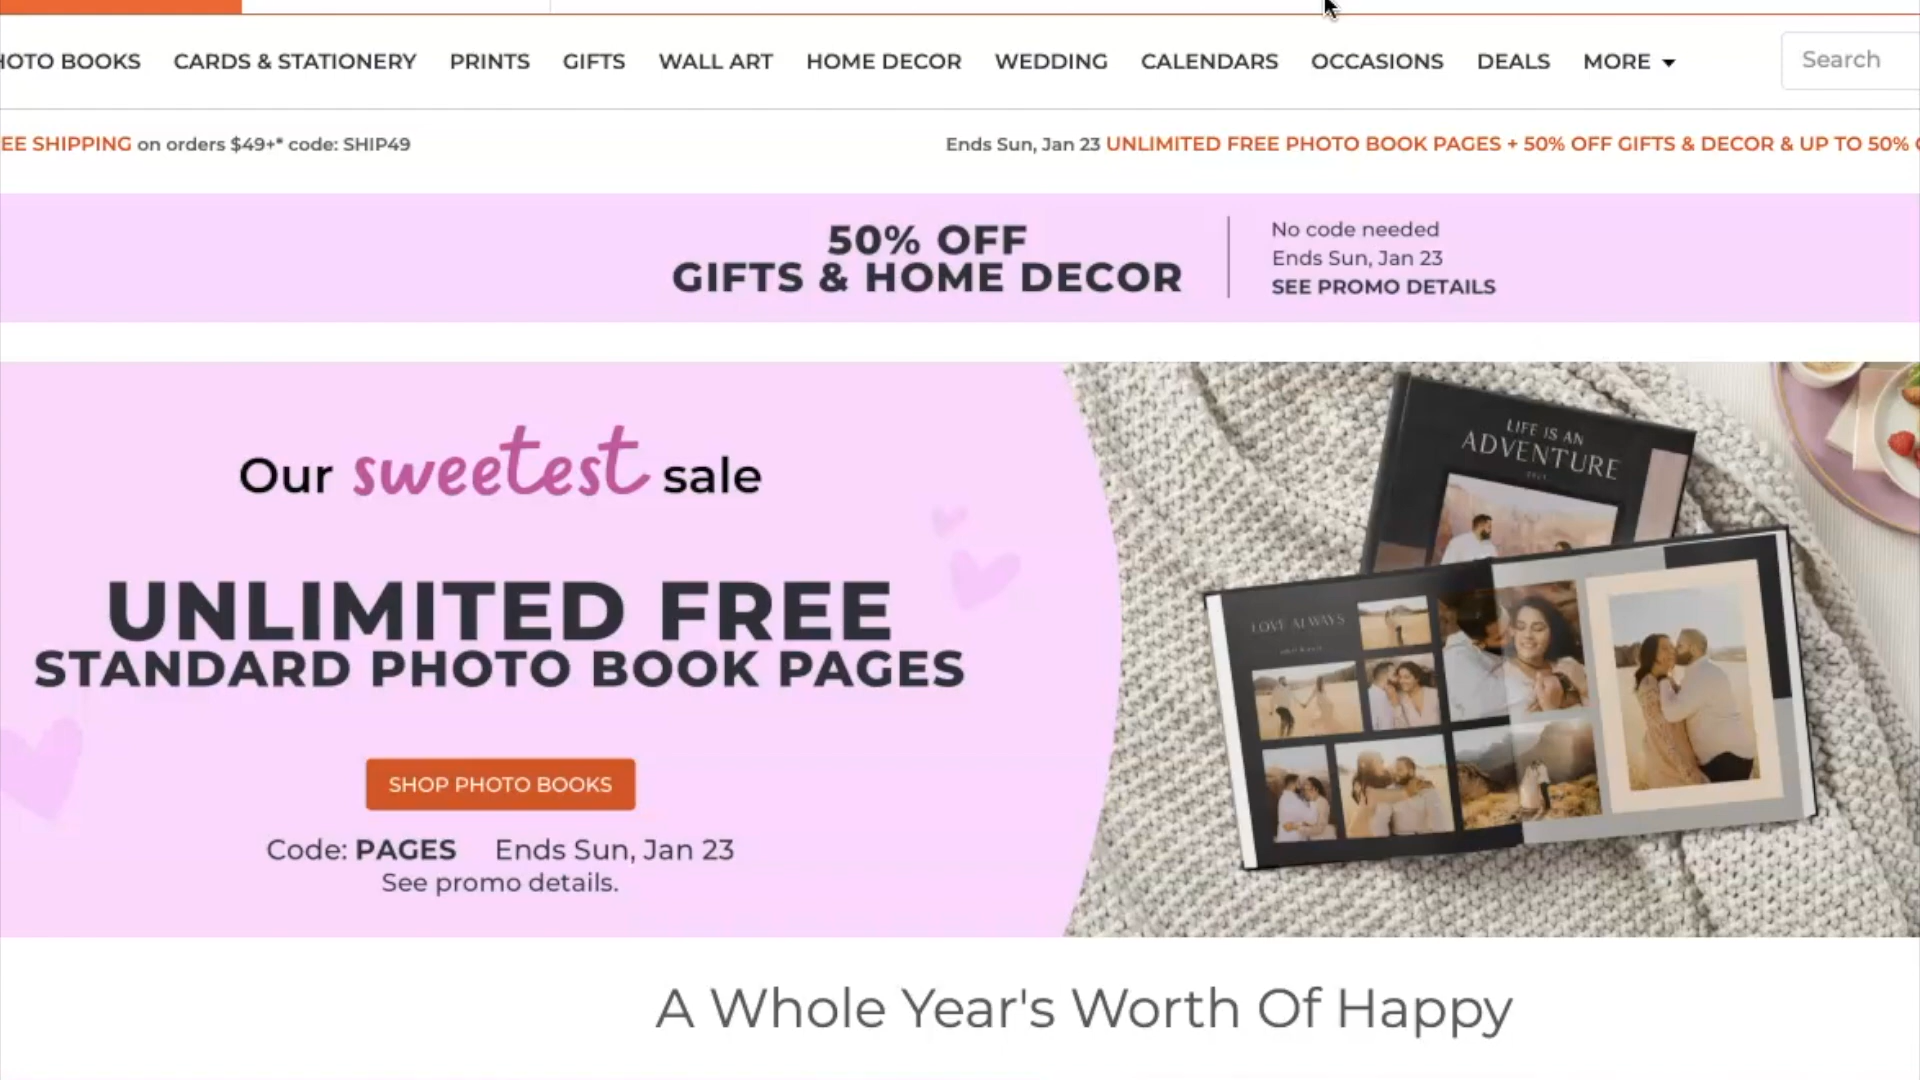 HOTO BOOKS CARDS & STATIONERY PRINTS GIFTS WALL ART HOME DECOR WEDDING CALENDARS OCCASIONS DEALS MORE Search
EE SHIPPING on orders $49+* code: SHIP49
Ends Sun, Jan 23 UNLIMITED FREE PHOTO BOOK PAGES + 50% OFF GIFTS & DECOR & UP TO 50%
50% OFF
GIFTS & HOME DECOR
No code needed
Ends Sun, Jan 23
SEE PROMO DETAILS
Our sweetest sale
UNLIMITED FREE
STANDARD PHOTO BOOK PAGES
SHOP PHOTO BOOKS
Code: PAGES Ends Sun, Jan 23
See promo details.
LIFE IS AN
ADVENTURE
LOVE ALWAYS
A Whole Year's Worth Of Happy